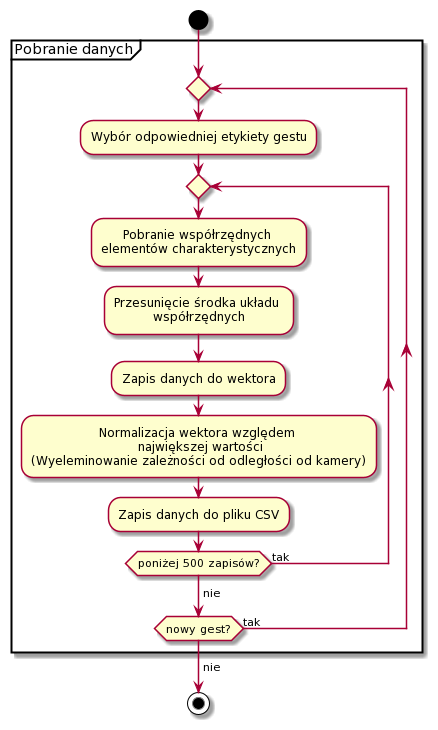 Pobranie danych
Wybór odpowiedniej etykiety gestu
Pobranie współrzędnych
elementów charakterystycznych
Przesunięcie środka układu
współrzędnych
Zapis danych do wektora
Normalizacja wektora względem
największej wartości
(Wyeleminowanie zależności od odległości od kamery)
Zapis danych do pliku CSV
poniżej 500 zapisów?
tak
nie
nowy gest?
tak
nie